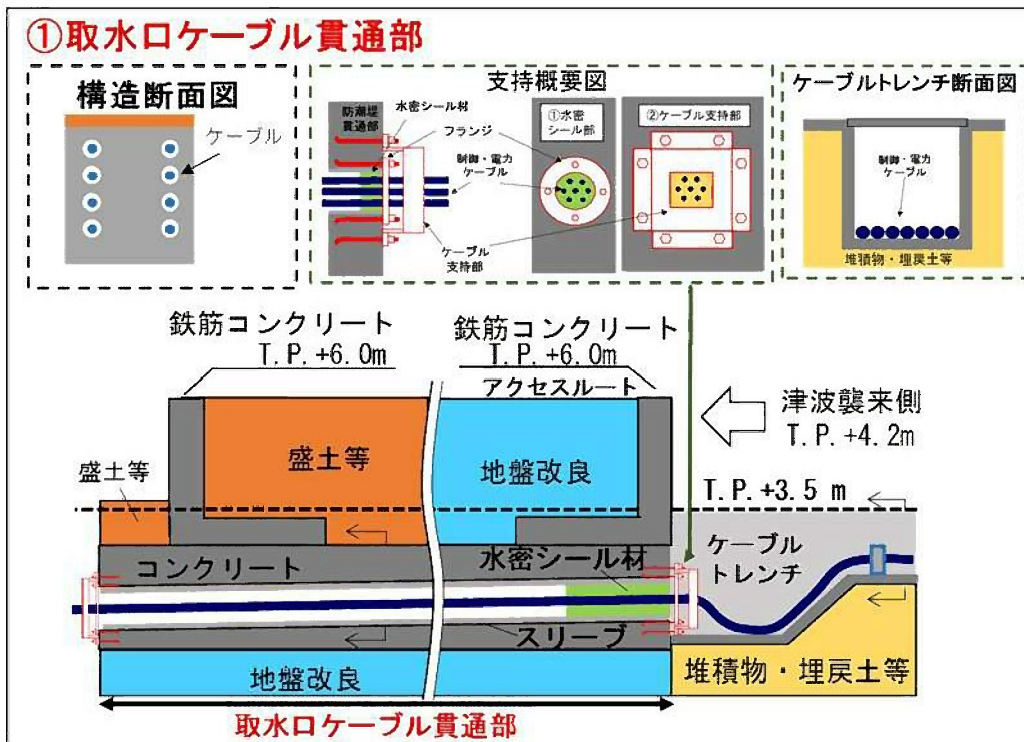 ①取水口ケーブル貫通部
構造断面図
ケーブル
支持概要図
防潮堤
貫通部
水密シール材
フランジ
制御・電力
ケーブル
ケーブル
支持部
①水密
シール部
②ケーブル支持部
ケーブルトレンチ断面図
制御・電力
ケーブル
堆積物・埋戻土等
鉄筋コンクリート
T.P.+6.0m
鉄筋コンクリート
T.P.+6.0m
アクセスルート
津波襲来側
T.P.+4.2m
盛土等
盛土等
地盤改良
T.P.+3.5 m
コンクリート
水密シール材
ケーブル
トレンチ
スリーブ
地盤改良
堆積物・埋戻土等
取水口ケーブル貫通部